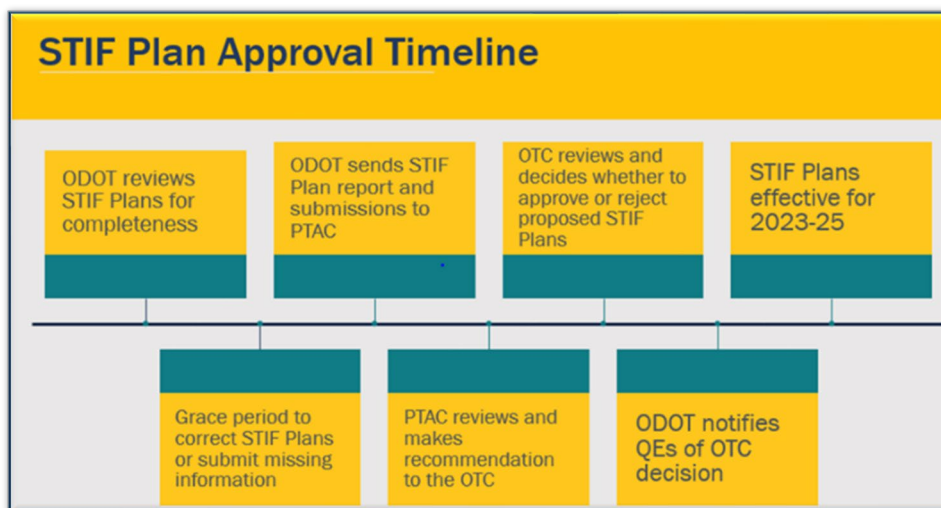 STIF Plan Approval Timeline
ODOT reviews
STIF Plans for
completeness
ODOT sends STIF
Plan report and
submissions to
PTAC
OTC reviews and
decides whether to
approve or reject
proposed STIF
Plans
STIF Plans
effective for
2023-25
Grace period to
correct STIF Plans
or submit missing
information
PTAC reviews and
makes
recommendation
to the OTC
ODOT notifies
QEs of OTC
decision